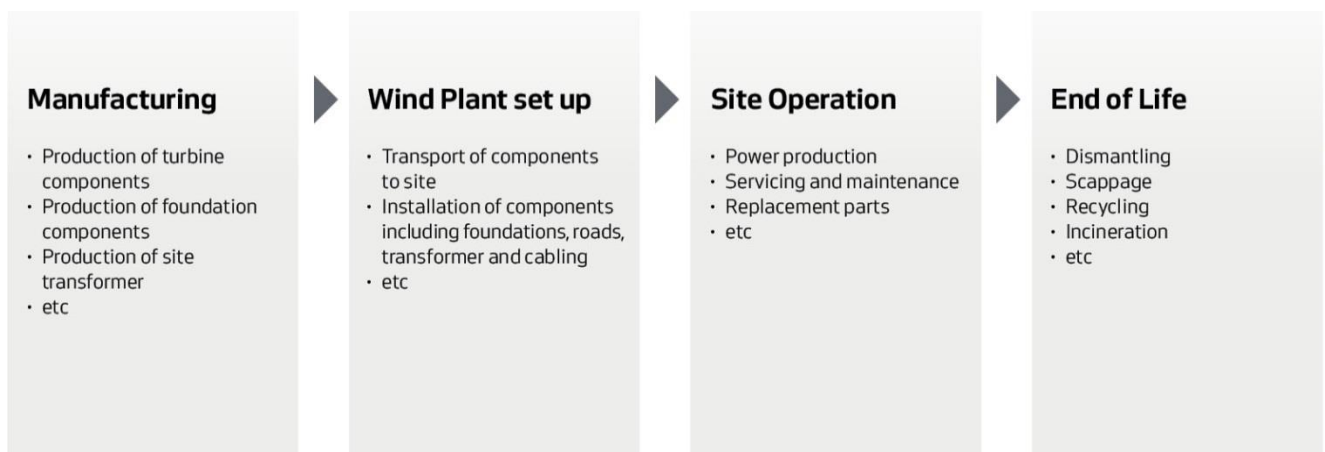 Manufacturing
• Production of turbine
components
• Production of foundation
components
• Production of site
transformer
• etc
Wind Plant set up
• Transport of components
to site
• Installation of components
including foundations, roads,
transformer and cabling
• etc
Site Operation
• Power production
• Servicing and maintenance
• Replacement parts
• etc
End of Life
• Dismantling
• Scappage
• Recycling
• Incineration
• etc